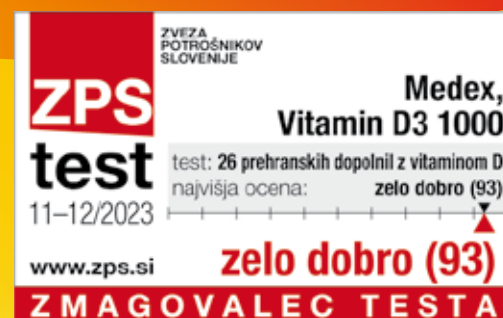 ZVEZA
POTROŠNIKOV
SLOVENIJE
ZPS
test
11–12/2023
www.zps.si
Medex,
Vitamin D3 1000
test: 26 prehranskih dopolnil z vitaminom D
najvišja ocena: zelo dobro (93)
zelo dobro (93)
ZMAGOVALEC TESTA